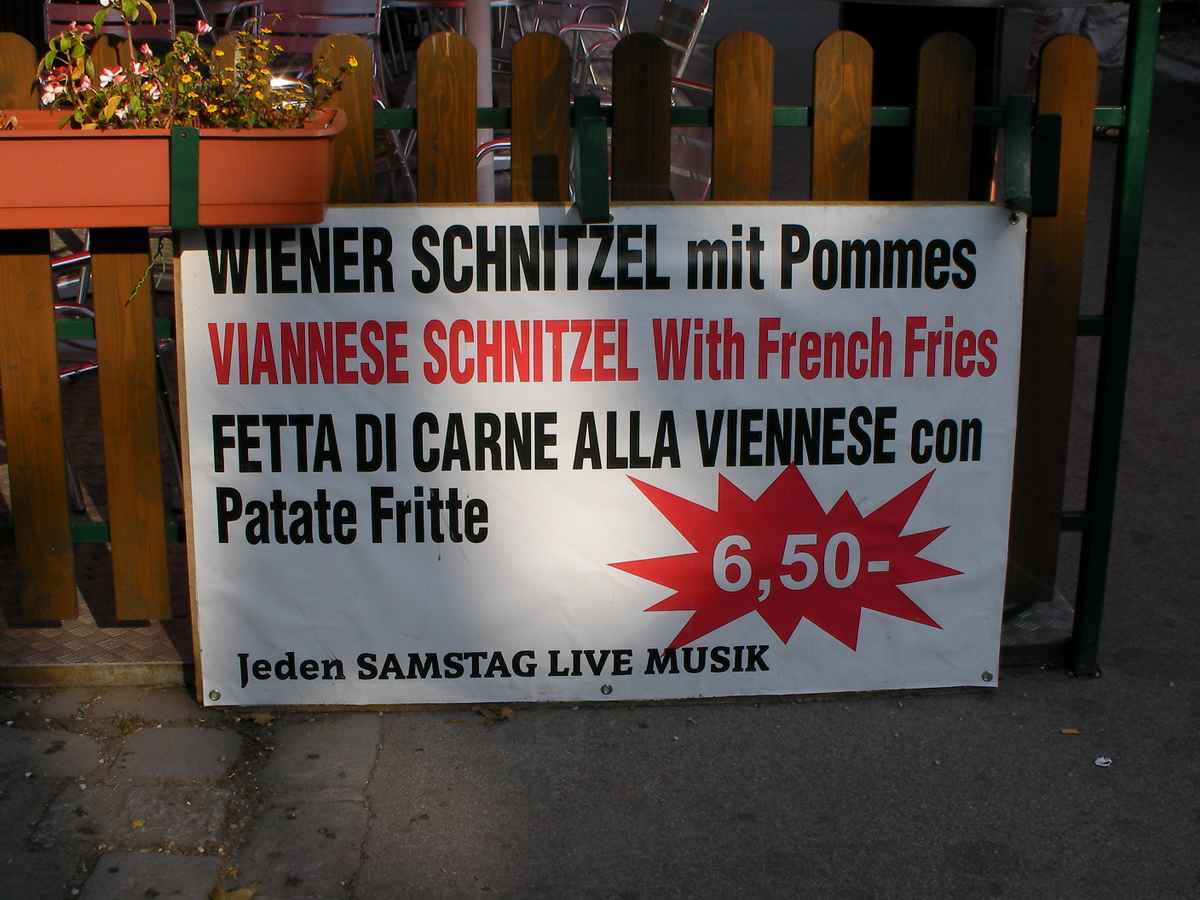 WIENER SCHNITZEL mit Pommes
VIANNESE SCHNITZEL With French Fries
FETTA DI CARNE ALLA VIENNESE con
Patate Fritte
6,50-
Jeden SAMSTAG LIVE MUSIK